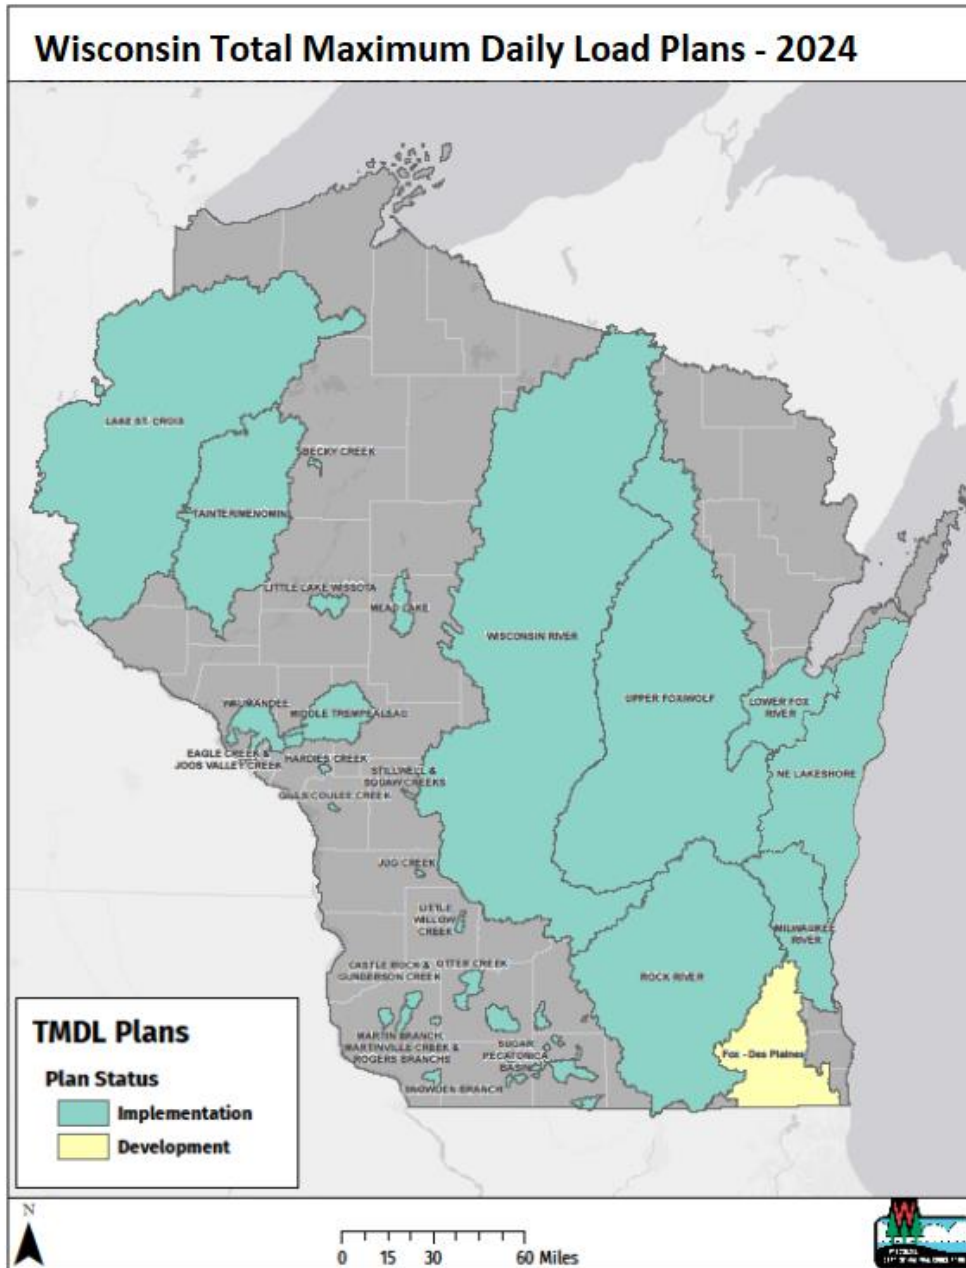 Wisconsin Total Maximum Daily Load Plans - 2024
LAKE ST. CROIX
BECKY CREEK
TAINTER/MENOMIN
LITTLE LAKE WISSOTA
MEAD LAKE
WISCONSIN RIVER
UPPER FOX/WOLF
LOWER FOX
RIVER
WAUMANDEE
MIDDLE TREMPEALEAU
EAGLE CREEK &
JOOS VALLEY CREEK
HARDIES CREEK
STILLWELL &
SQUAW CREEKS
GILLS COULEE CREEK
NE LAKESHORE
JUG CREEK
LITTLE
WILLOW
CREEK
MILWAUKEE
RIVER
CASTLE ROCK &
GUNDERSON CREEK
OTTER CREEK
ROCK RIVER
MARTIN BRANCH,
MARTINVILLE CREEK &
ROGERS BRANCHS
SUGAR
PECATONICA
BASIN
SNOWDEN BRANCH
Fox - Des Plaines
TMDL Plans
Plan Status
Implementation
Development
N
0 15 30 60 Miles
W